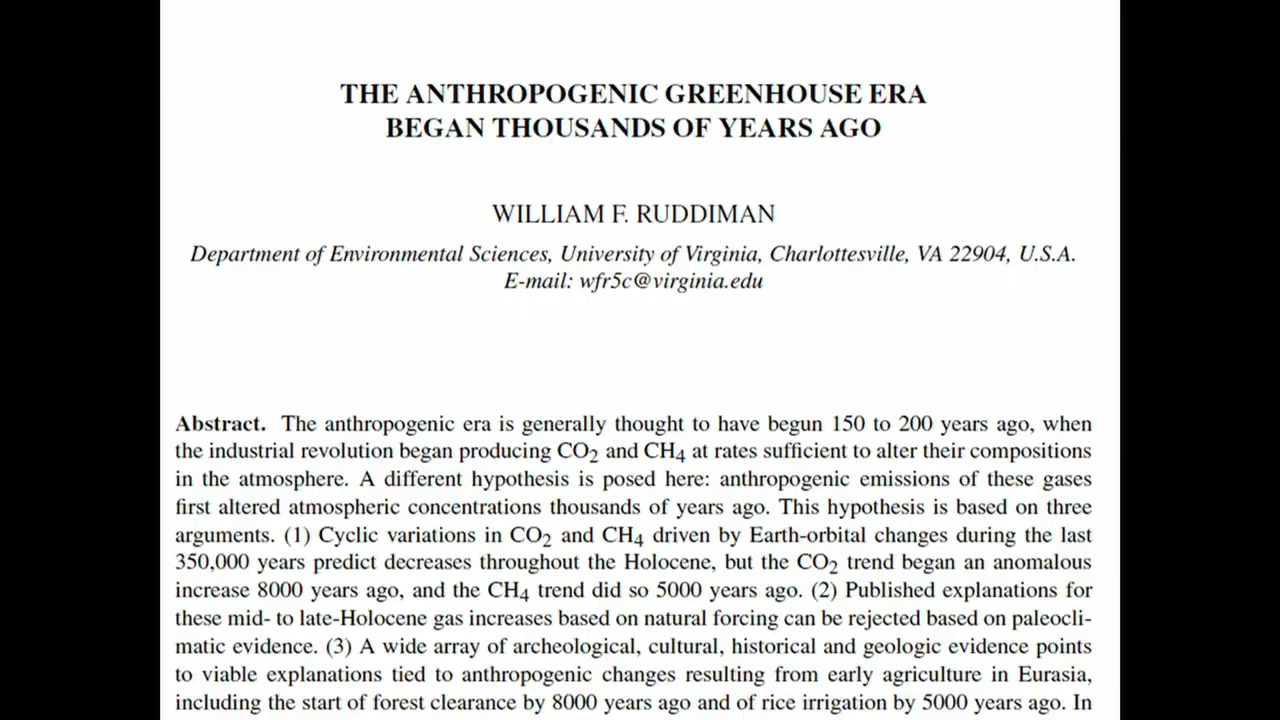 THE ANTHROPOGENIC GREENHOUSE ERA
BEGAN THOUSANDS OF YEARS AGO
WILLIAM F. RUDDIMAN
Department of Environmental Sciences, University of Virginia, Charlottesville, VA 22904, U.S.A.
E-mail: wfr5c@virginia.edu
Abstract. The anthropogenic era is generally thought to have begun 150 to 200 years ago, when
the industrial revolution began producing CO2 and CH4 at rates sufficient to alter their compositions
in the atmosphere. A different hypothesis is posed here: anthropogenic emissions of these gases
first altered atmospheric concentrations thousands of years ago. This hypothesis is based on three
arguments. (1) Cyclic variations in CO2 and CH4 driven by Earth-orbital changes during the last
350,000 years predict decreases throughout the Holocene, but the CO2 trend began an anomalous
increase 8000 years ago, and the CH4 trend did so 5000 years ago. (2) Published explanations for
these mid- to late-Holocene gas increases based on natural forcing can be rejected based on paleocli-
matic evidence. (3) A wide array of archeological, cultural, historical and geologic evidence points
to viable explanations tied to anthropogenic changes resulting from early agriculture in Eurasia,
including the start of forest clearance by 8000 years ago and of rice irrigation by 5000 years ago. In